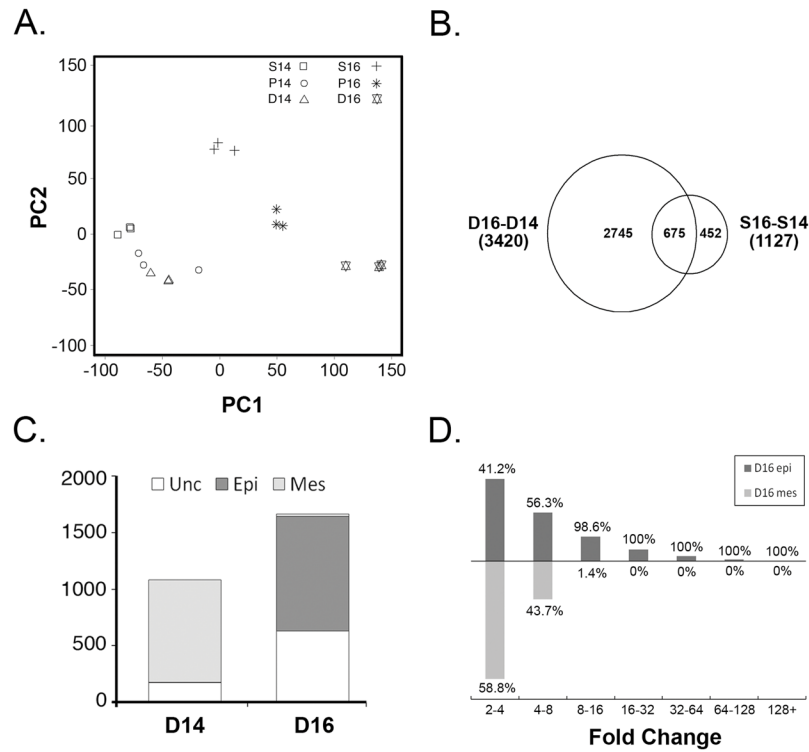 A.
150
100
50
0
-50
-100
PC2
-100 -50 0 50 100 150
PC1
S14 S16
P14 P16
D14 D16
B.
D16-D14
(3420)
2745 675 452
S16-S14
(1127)
C.
2000
1500
1000
500
0
Unc Epi Mes
D14 D16
D.
D16 epi
D16 mes
41.2%
56.3%
98.6%
100% 100% 100% 100%
1.4% 0% 0% 0% 0%
43.7%
58.8%
2-4 4-8 8-16 16-32 32-64 64-128 128+
Fold Change